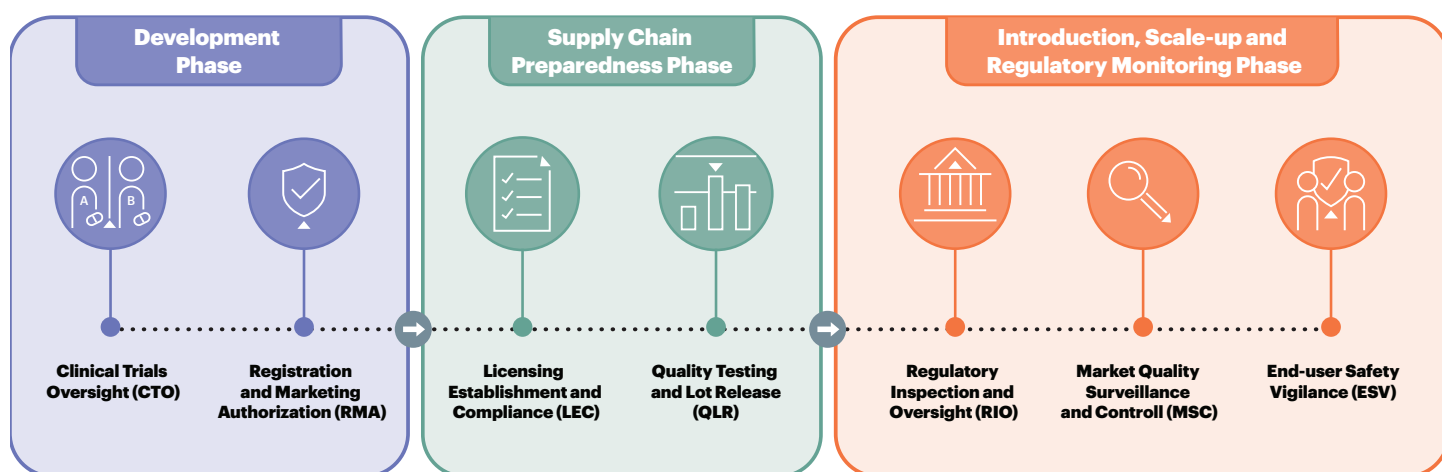 Development
Phase
Supply Chain
Preparedness Phase
Introduction, Scale-up and
Regulatory Monitoring Phase
A
B
Clinical Trials
Oversight (CTO)
Registration
and Marketing
Authorization (RMA)
Licensing
Establishment and
Compliance (LEC)
Quality Testing
and Lot Release
(QLR)
Regulatory
Inspection and
Oversight (RIO)
Market Quality
Surveillance
and Controll (MSC)
End-user Safety
Vigilance (ESV)